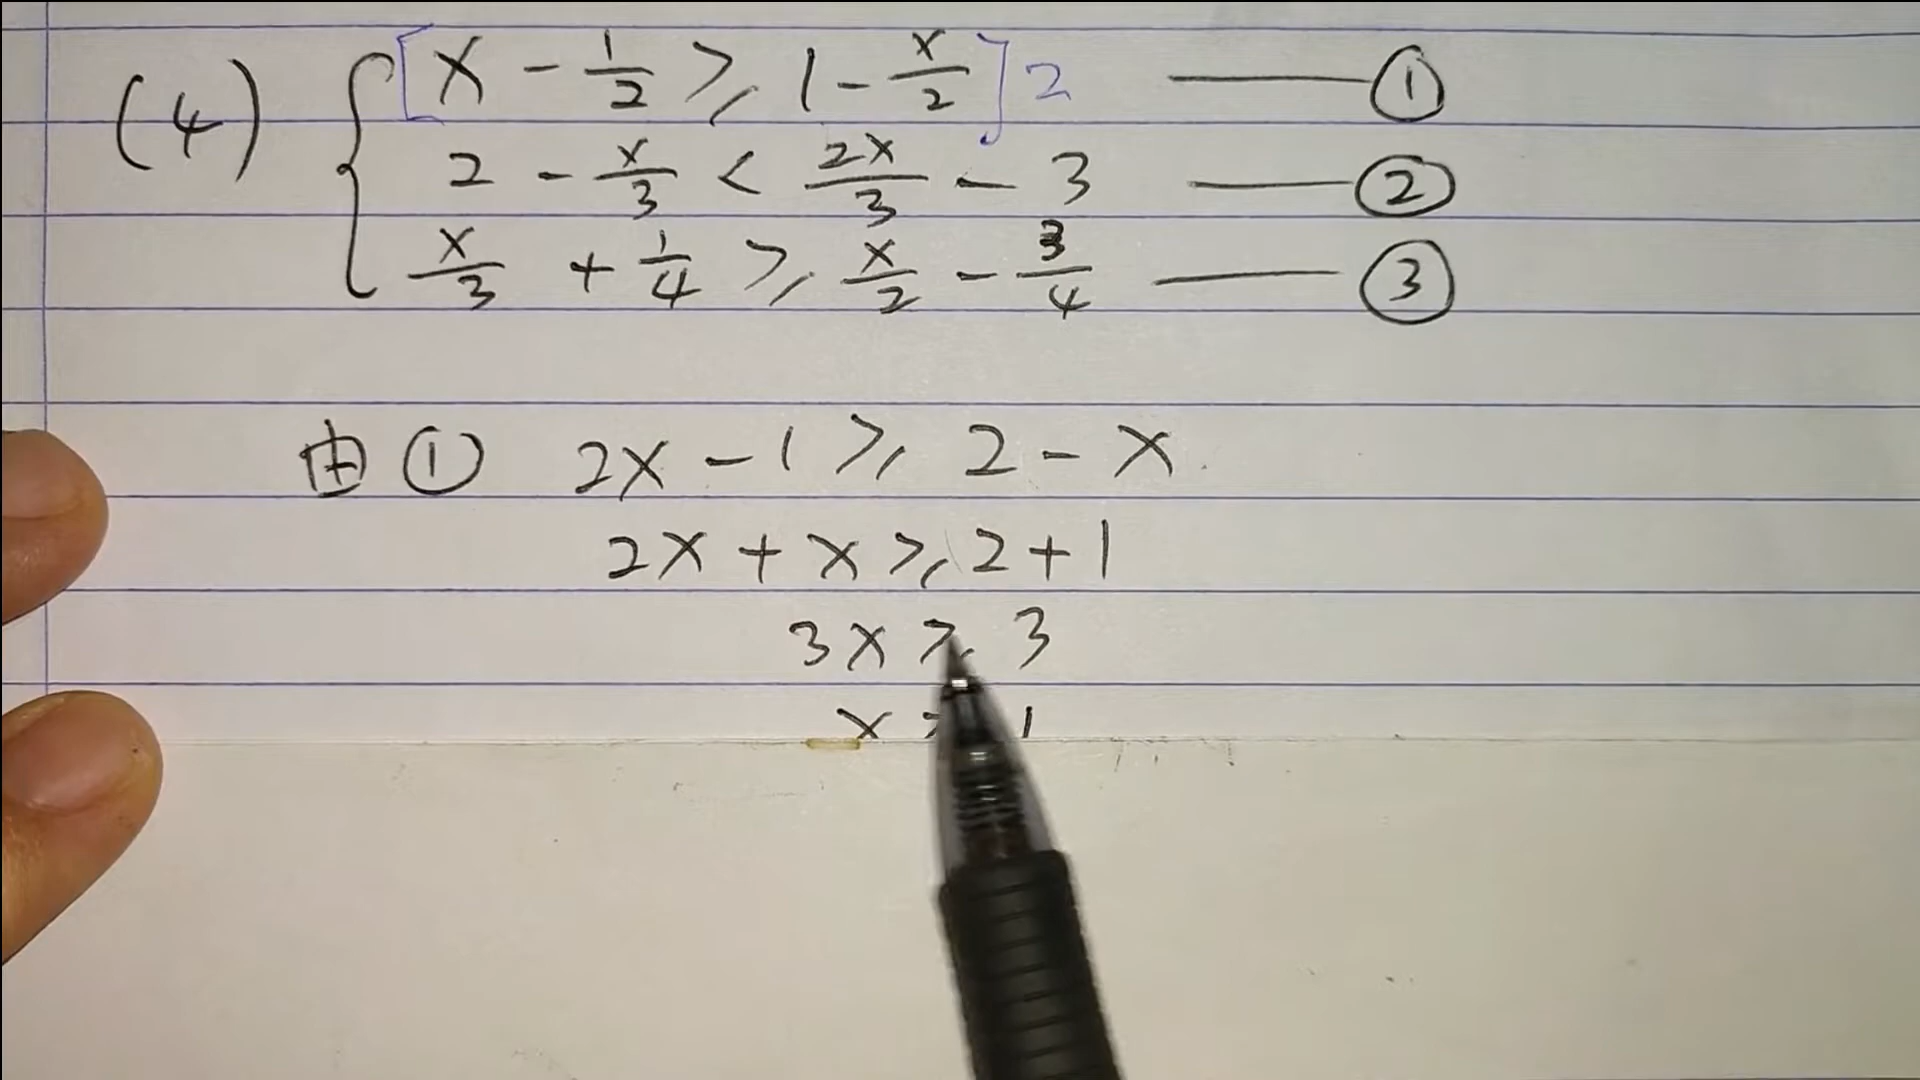 (4) [x - 1/2 ≥ 1 - x/2] 2 —— ①
2 - x/3 < 2x/3 - 3 —— ②
x/3 + 1/4 ≥ x/2 - 3/4 —— ③
由 ① 2x - 1 ≥ 2 - x
2x + x ≥ 2 + 1
3x ≥ 3
x 1